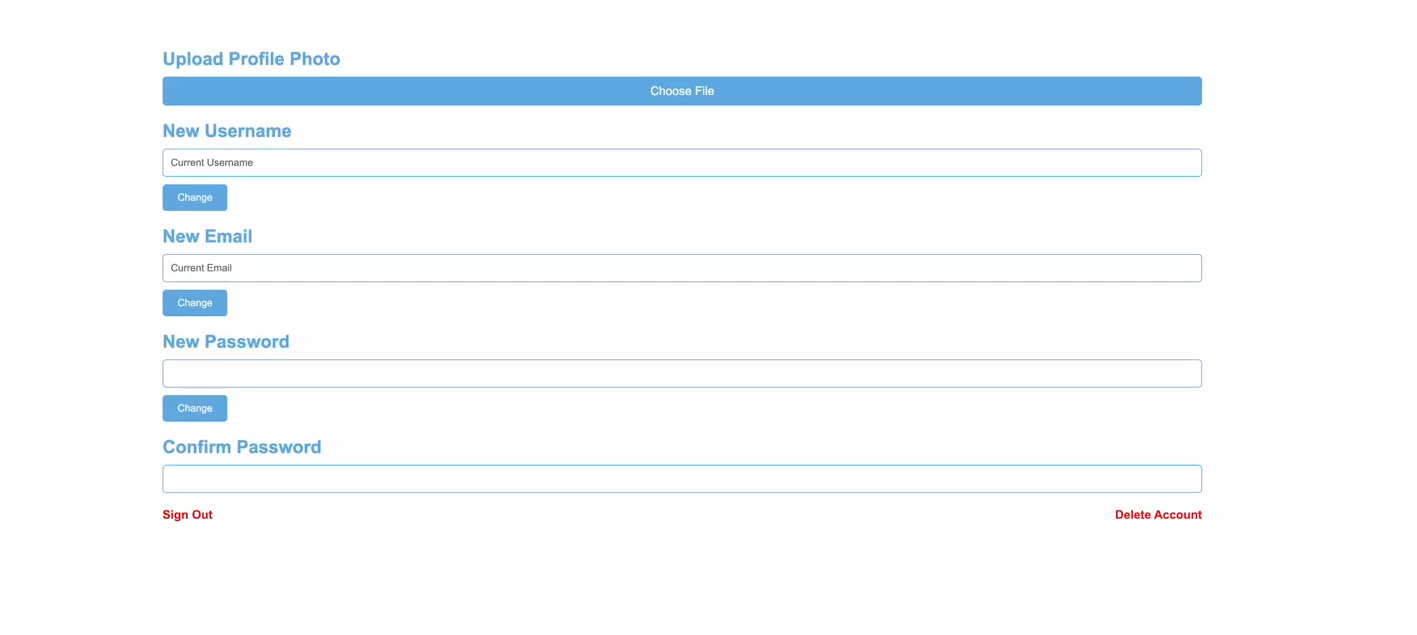 Upload Profile Photo
Choose File
New Username
Current Username
Change
New Email
Current Email
Change
New Password
Change
Confirm Password
Sign Out
Delete Account